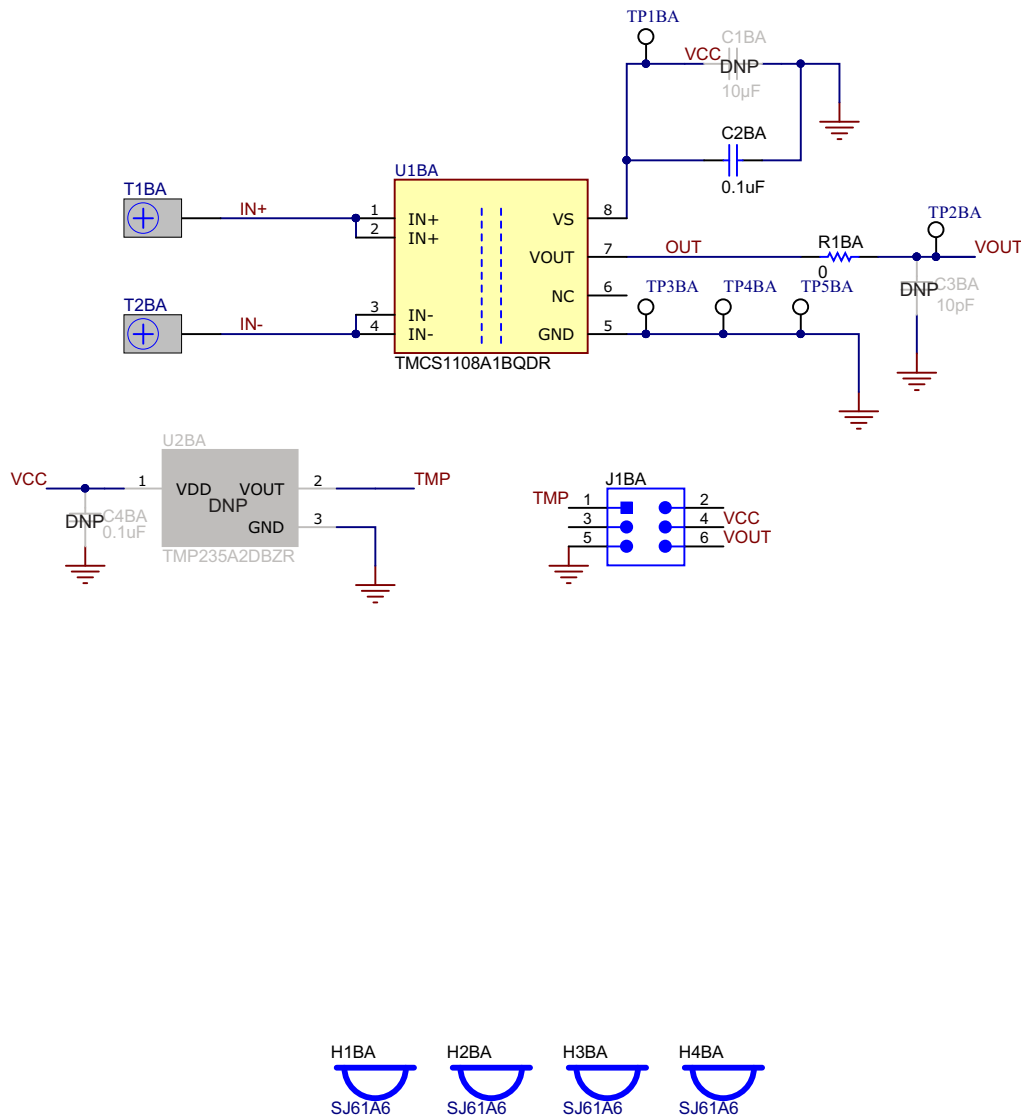 TP1BA
C1BA
VCC
DNP
10µF
C2BA
0.1uF
U1BA
T1BA
IN+
1
2
IN+
IN+
VS
8
TP2BA
VOUT
7
OUT
R1BA
0
VOUT
DNP
C3BA
10pF
NC
6
TP3BA
TP4BA
TP5BA
T2BA
IN-
3
4
IN-
IN-
GND
5
TMCS1108A1BQDR
U2BA
VCC
1
VDD
VOUT
2
TMP
DNP
GND
3
DNP
C4BA
0.1uF
TMP235A2DBZR
J1BA
TMP
1
2
3
4
VCC
5
6
VOUT
H1BA
H2BA
H3BA
H4BA
SJ61A6
SJ61A6
SJ61A6
SJ61A6